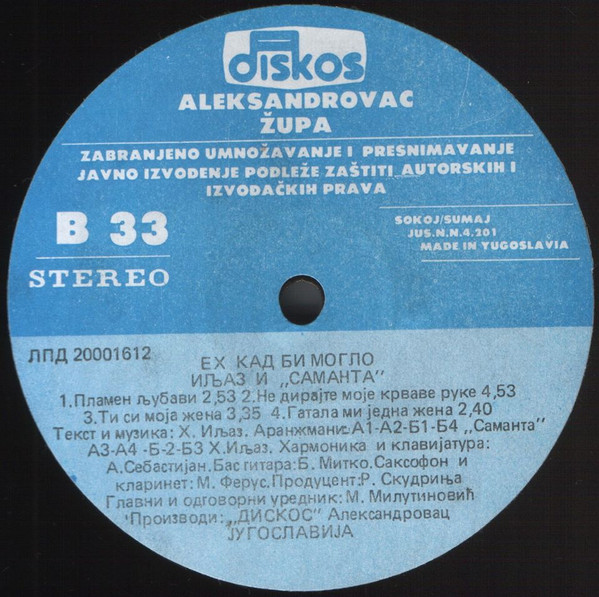 diskos
ALEKSANDROVAC
ŽUPA
ZABRANJENO UMNOŽAVANJE I PRESNIMAVANJE
JAVNO IZVOĐENJE PODLEŽE ZAŠTITI AUTORSKIH I
IZVOĐAČKIH PRAVA
B 33
STEREO
SOKOJ/SUMAJ
JUS.N.N.4.201
MADE IN YUGOSLAVIA
ЛПД 20001612
ЕХ КАД БИ МОГЛО
ИЉАЗ И „САМАНТА"
1.Пламен љубави 2,53 2.Не дирајте моје крваве руке 4,53
3.Ти си моја жена 3,35 4.Гатала ми једна жена 2,40
Текст и музика: Х. Иљаз. Аранжмани: А1-А2-Б1-Б4 „Саманта"
А3-А4 -Б-2-Б3 Х.Иљаз. Хармоника и клавијатура:
А.Себастијан.Бас гитара: Б. Митко.Саксофон и
кларинет: М. Ферус.Продуцент: Р. Скудриња
Главни и одговорни уредник: М. Милутиновић
Производи: „ДИСКОС" Александровац
ЈУГОСЛАВИЈА